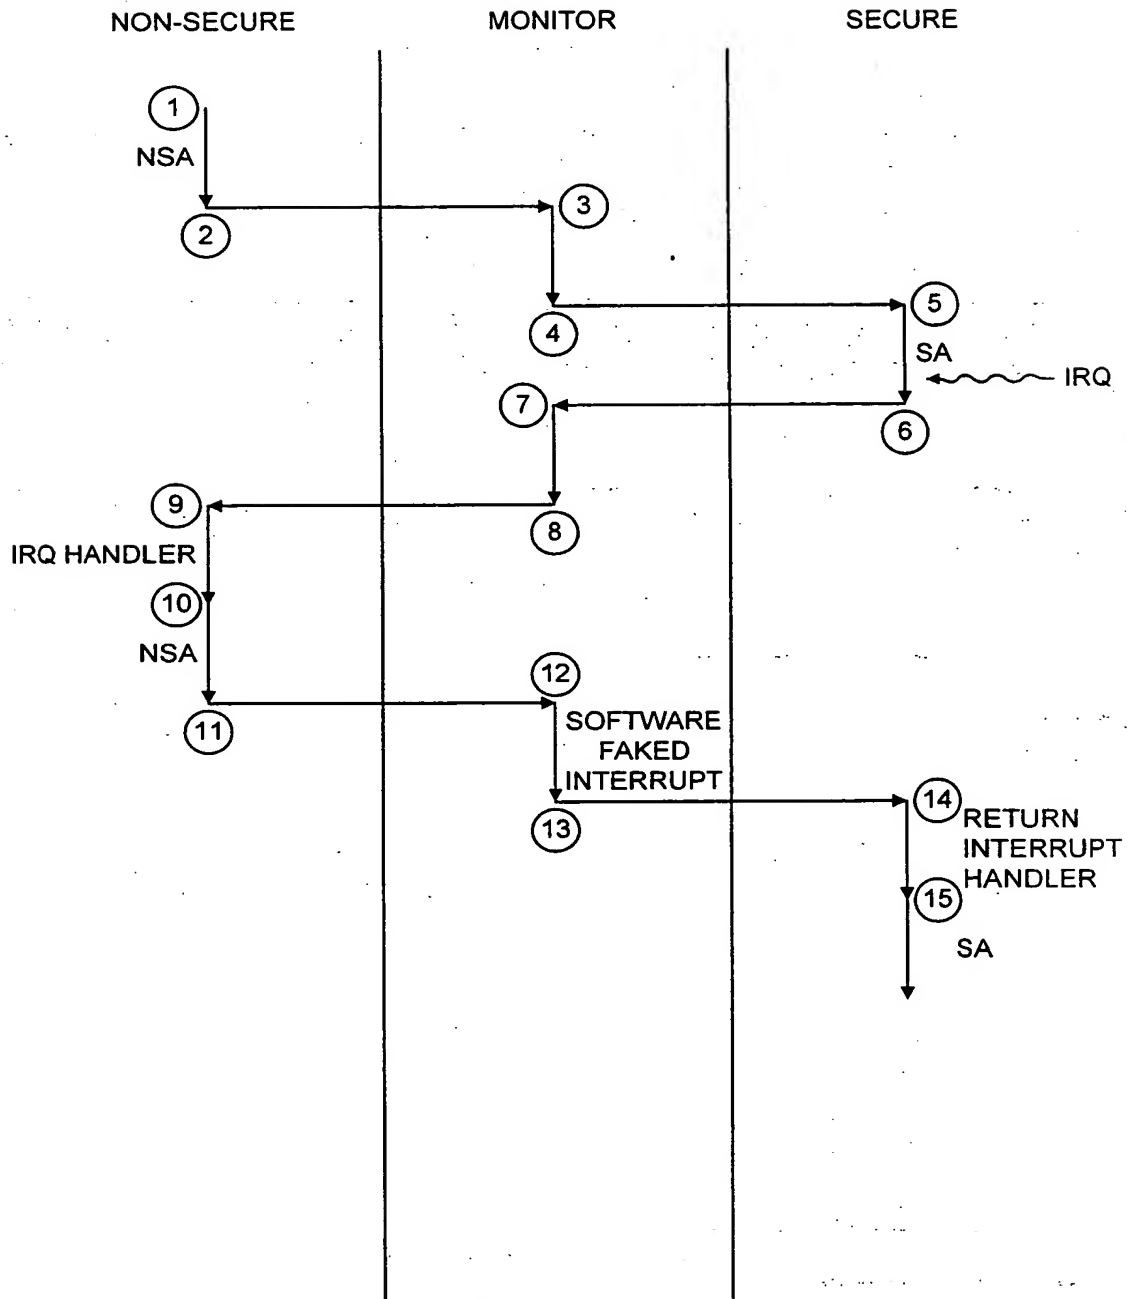 NON-SECURE MONITOR SECURE
1
NSA
2
3
4
5
SA
IRQ
6
7
8
9
IRQ HANDLER
10
NSA
11
12
SOFTWARE
FAKED
INTERRUPT
13
14
RETURN
INTERRUPT
HANDLER
15
SA